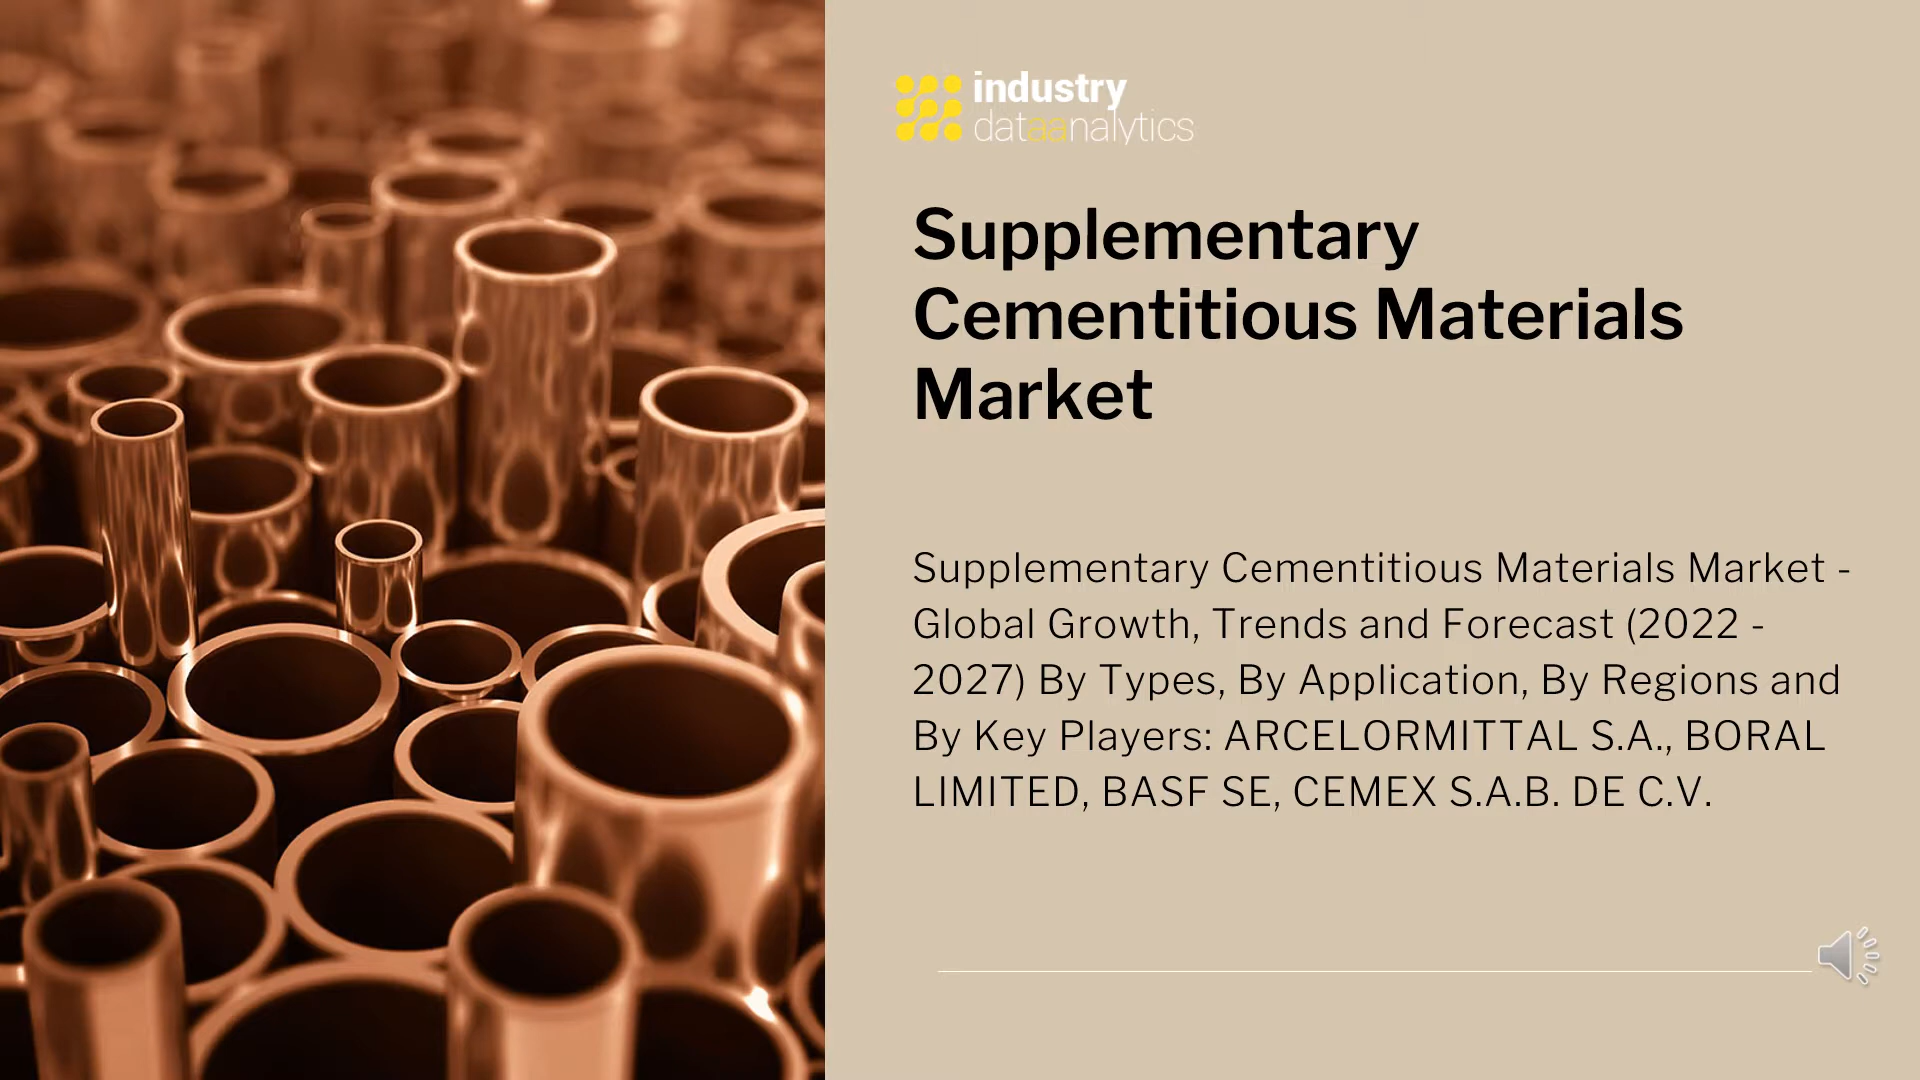 industry
dataanalytics
Supplementary
Cementitious Materials
Market
Supplementary Cementitious Materials Market -
Global Growth, Trends and Forecast (2022 -
2027) By Types, By Application, By Regions and
By Key Players: ARCELORMITTAL S.A., BORAL
LIMITED, BASF SE, CEMEX S.A.B. DE C.V.